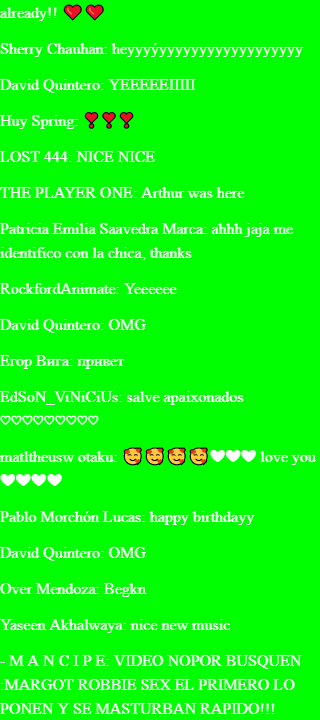 already!! ❤️ ❤️
Sherry Chauhan: heyyyýyyyyyyyyyyyyyyyyyy
David Quintero: YEEEEEIIIII
Huy Spring: ❣️❣️❣️
LOST 444: NICE NICE
THE PLAYER ONE: Arthur was here
Patricia Emilia Saavedra Marca: ahhh jaja me
identifico con la chica, thanks
RockfordAnimate: Yeeeeee
David Quintero: OMG
Егор Вига: привет
EdSoN_ViNiCiUs: salve apaixonados
♡♡♡♡♡♡♡♡♡
matltheusw otaku: 🥰 🥰 🥰 🥰🤍🤍🤍 love you
🤍🤍🤍🤍
Pablo Morchón Lucas: happy birthdayy
David Quintero: OMG
Over Mendoza: Begkn
Yaseen Akhalwaya: nice new music
- M A N C I P E: VIDEO NOPOR BUSQUEN
:MARGOT ROBBIE SEX EL PRIMERO LO
PONEN Y SE MASTURBAN RAPIDO!!!